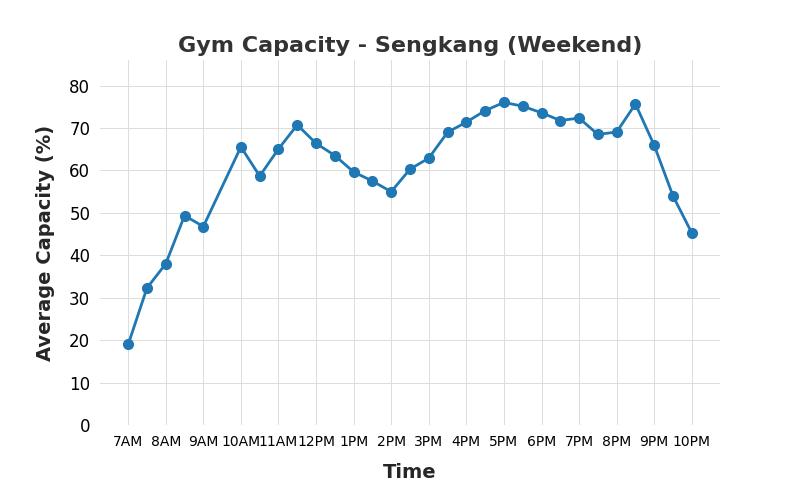 Gym Capacity - Sengkang (Weekend)
Average Capacity (%)
80
70
60
50
40
30
20
10
0
7AM 8AM 9AM 10AM 11AM 12PM 1PM 2PM 3PM 4PM 5PM 6PM 7PM 8PM 9PM 10PM
Time